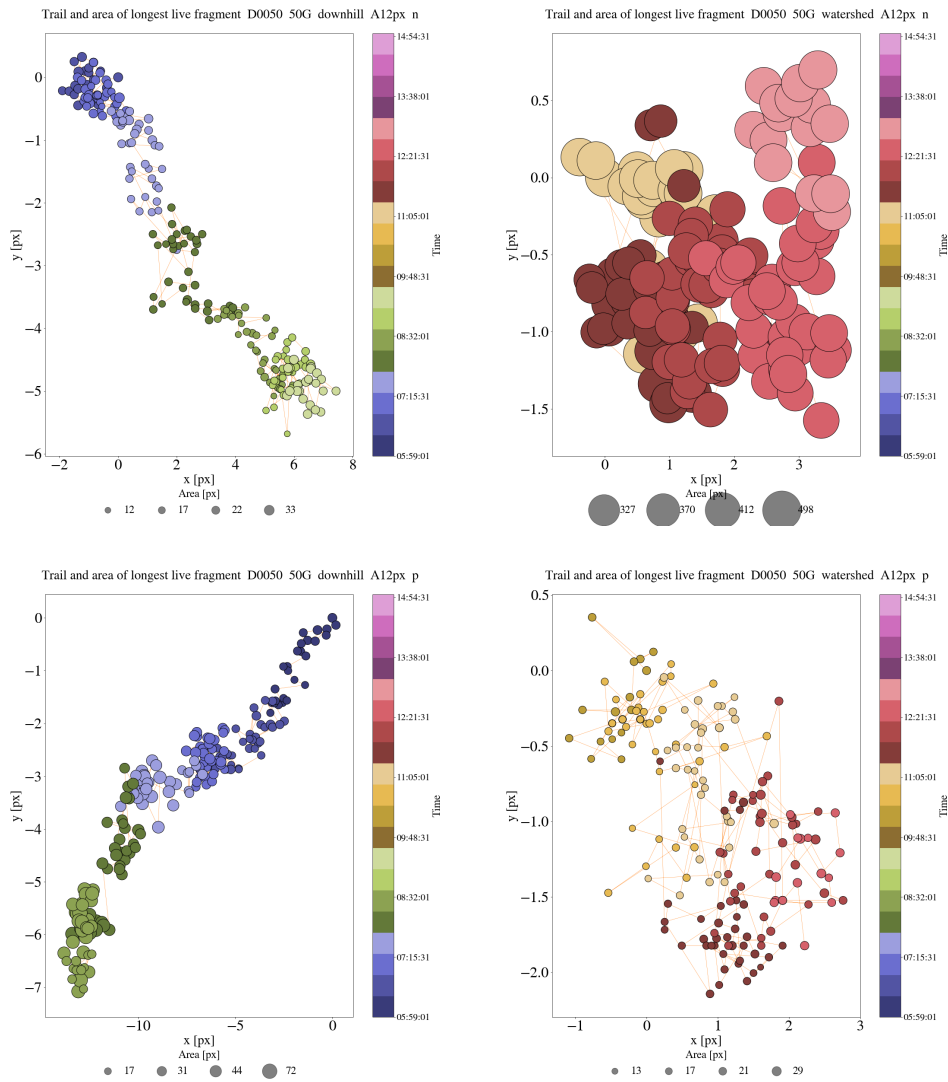 Trail and area of longest live fragment D0050 50G downhill A12px n
0
−1
−2
−3
−4
−5
−6
y [px]
−2 0 2 4 6 8
x [px]
Area [px]
12 17 22 33
14:54:31
13:38:01
12:21:31
11:05:01
09:48:31
08:32:01
07:15:31
05:59:01
Time
Trail and area of longest live fragment D0050 50G watershed A12px n
0.5
0.0
−0.5
−1.0
−1.5
y [px]
0 1 2 3
x [px]
Area [px]
327 370 412 498
14:54:31
13:38:01
12:21:31
11:05:01
09:48:31
08:32:01
07:15:31
05:59:01
Time
Trail and area of longest live fragment D0050 50G downhill A12px p
0
−1
−2
−3
−4
−5
−6
−7
y [px]
−10 −5 0
x [px]
Area [px]
17 31 44 72
14:54:31
13:38:01
12:21:31
11:05:01
09:48:31
08:32:01
07:15:31
05:59:01
Time
Trail and area of longest live fragment D0050 50G watershed A12px p
0.5
0.0
−0.5
−1.0
−1.5
−2.0
y [px]
−1 0 1 2 3
x [px]
Area [px]
13 17 21 29
14:54:31
13:38:01
12:21:31
11:05:01
09:48:31
08:32:01
07:15:31
05:59:01
Time